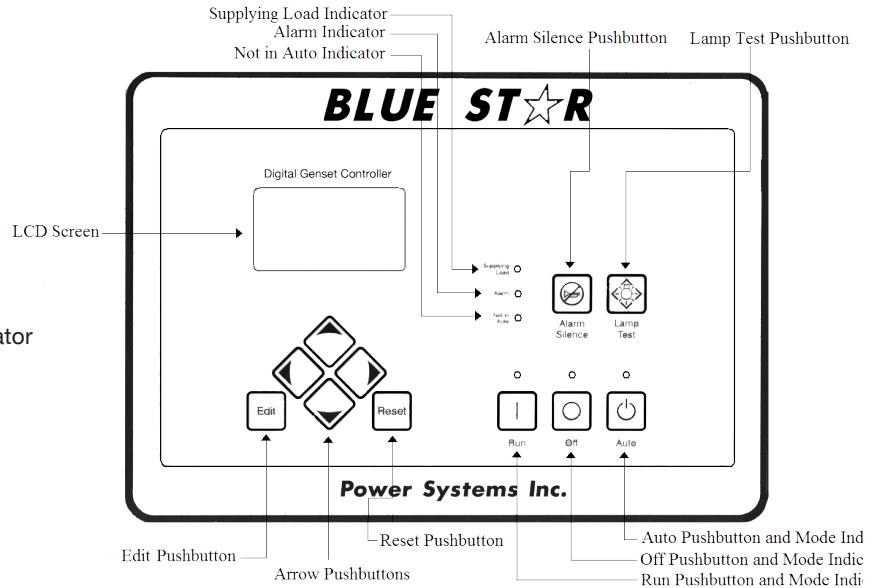 Supplying Load Indicator
Alarm Indicator
Not in Auto Indicator
Alarm Silence Pushbutton
Lamp Test Pushbutton
BLUE ST☆R
Digital Genset Controller
LCD Screen
Supplying
Load
Alarm
Not in
Auto
Alarm
Silence
Lamp
Test
ator
Edit
Reset
Run
Off
Auto
Power Systems Inc.
Reset Pushbutton
Edit Pushbutton
Arrow Pushbuttons
Auto Pushbutton and Mode Ind
Off Pushbutton and Mode Indic
Run Pushbutton and Mode Indi